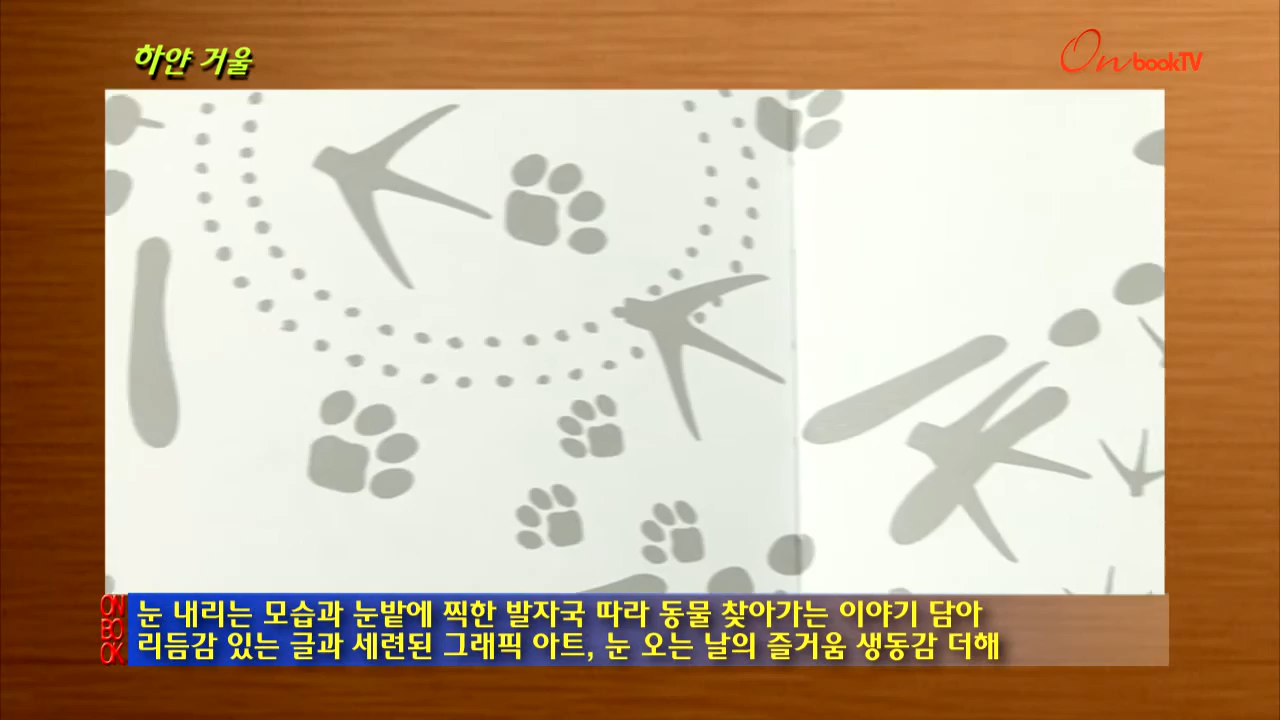 하얀 거울
On bookTV
ON
BO
OK
눈 내리는 모습과 눈밭에 찍한 발자국 따라 동물 찾아가는 이야기 담아
리듬감 있는 글과 세련된 그래픽 아트, 눈 오는 날의 즐거움 생동감 더해